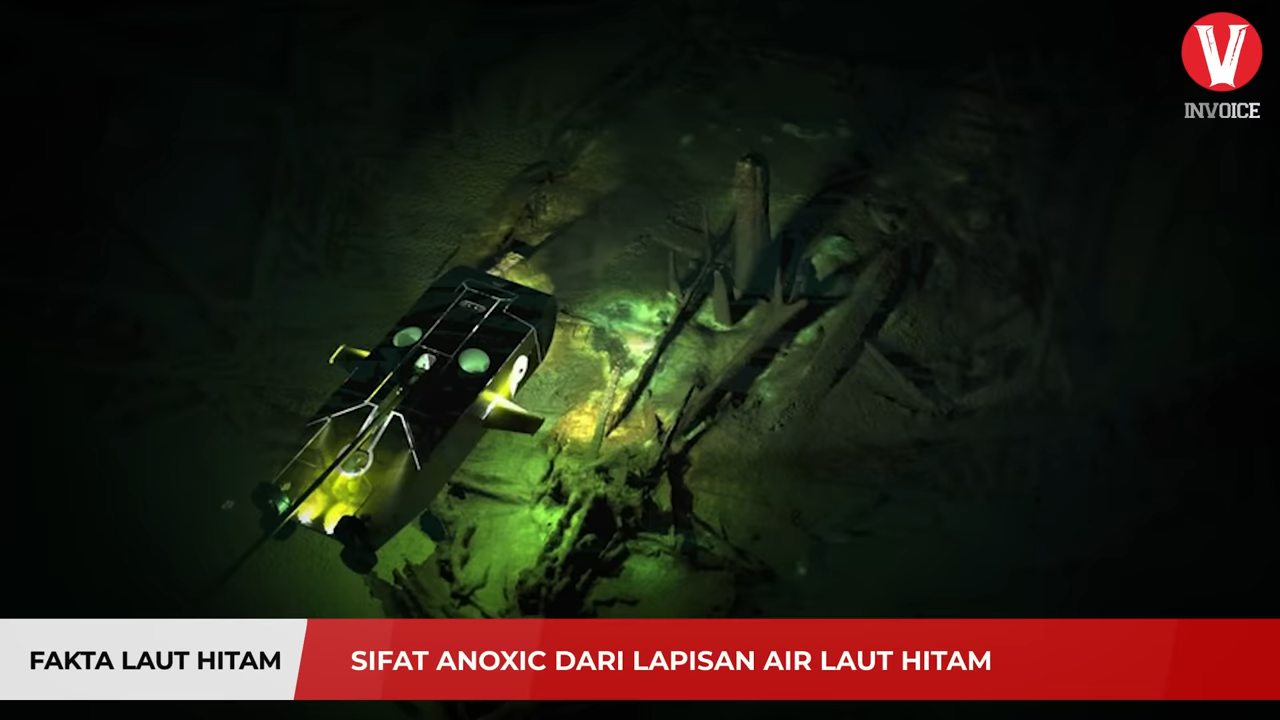 V
INVOICE
FAKTA LAUT HITAM
SIFAT ANOXIC DARI LAPISAN AIR LAUT HITAM